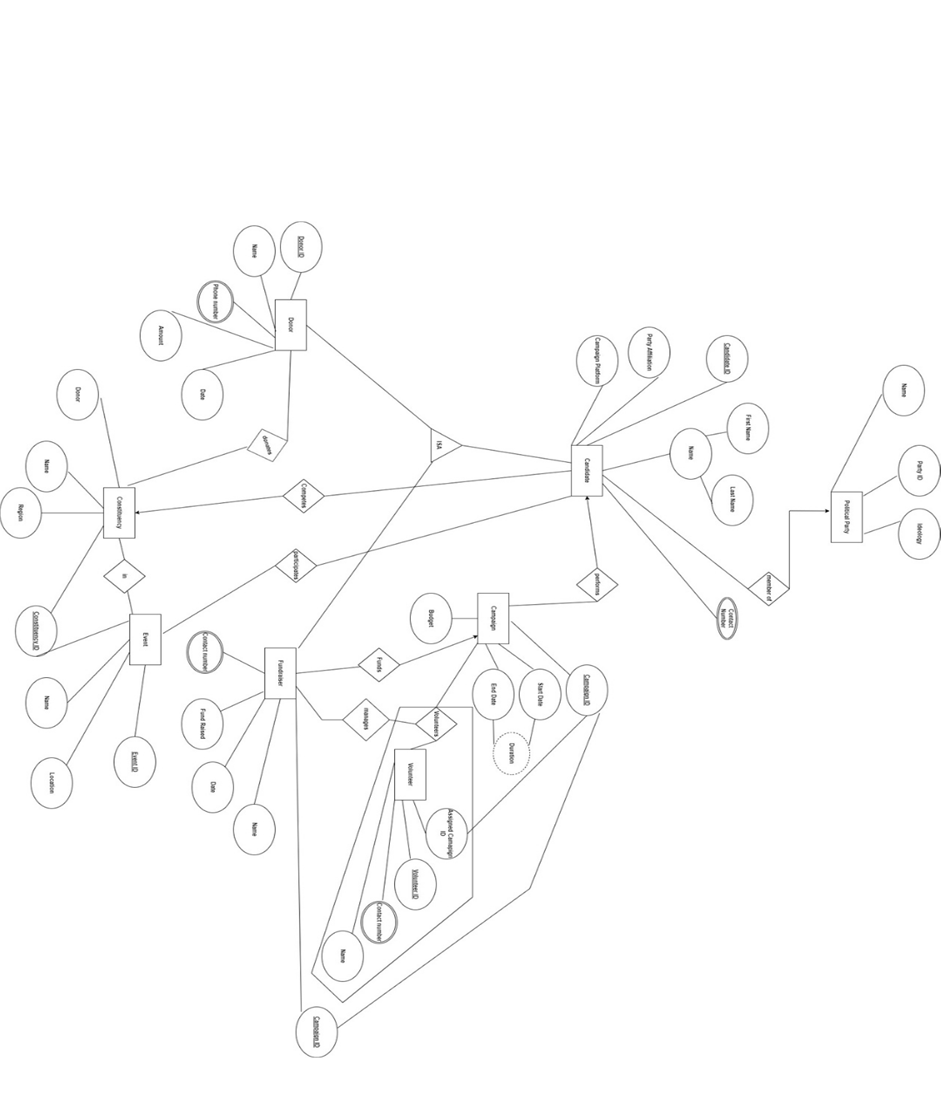 Party ID
Ideology
Name
Political Party
member of
First Name
Last Name
Candidate ID
Contact
Number
Name
Party Affiliation
Campaign Platform
Candidate
performs
Campaign ID
Start Date
Duration
End Date
Campaign
Budget
ISA
Volunteers
Assigned Camapign
ID
Volunteer ID
Volunteer
Contact number
Name
Funds
manages
Campaign ID
Donor ID
Competes
participates
Donor
Fundraiser
Name
donates
Name
Phone number
Date
Contact number
Fund Raised
Date
Amount
Event
Event ID
Constituency
in
Donor
Name
Constituency ID
Name
Location
Region